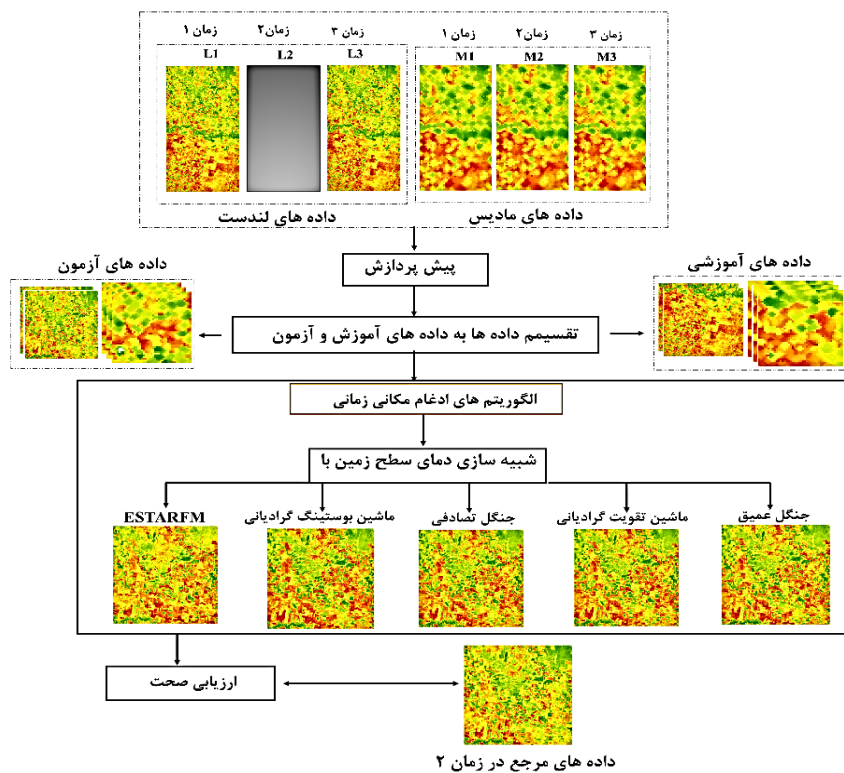 زمان ۱
زمان۲
زمان ۳
زمان ۱
زمان۲
زمان ۳
L1
L2
L3
M1
M2
M3
داده های لندست
داده های مادیس
پیش پردازش
داده های آزمون
داده های آموزشی
تقسیمم داده ها به داده های آموزش و آزمون
الگوریتم های ادغام مکانی زمانی
شبیه سازی دمای سطح زمین با
ESTARFM
ماشین بوستینگ گرادیانی
جنگل تصادفی
ماشین تقویت گرادیانی
جنگل عمیق
ارزیابی صحت
داده های مرجع در زمان ۲